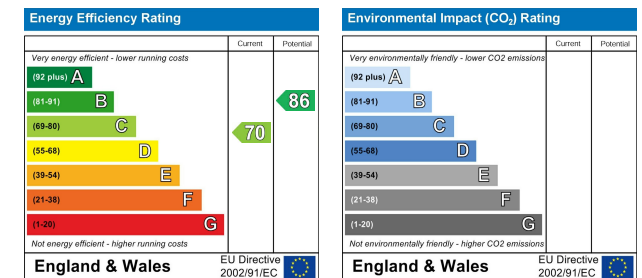 Energy Efficiency Rating
Current Potential
Very energy efficient - lower running costs
(92 plus) A
(81-91) B
86
(69-80) C
70
(55-68) D
(39-54) E
(21-38) F
(1-20) G
Not energy efficient - higher running costs
England & Wales
EU Directive
2002/91/EC
Environmental Impact (CO₂) Rating
Current Potential
Very environmentally friendly - lower CO2 emissions
(92 plus) A
(81-91) B
(69-80) C
(55-68) D
(39-54) E
(21-38) F
(1-20) G
Not environmentally friendly - higher CO2 emissions
England & Wales
EU Directive
2002/91/EC